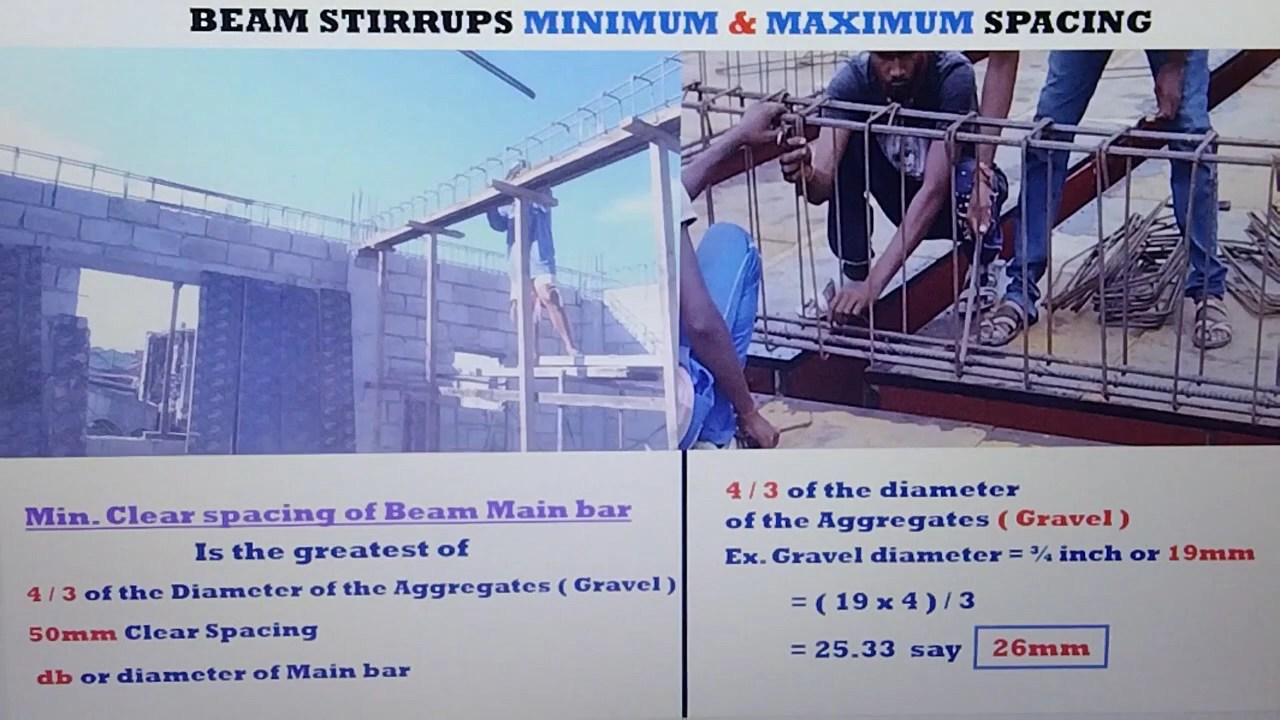 BEAM STIRRUPS MINIMUM & MAXIMUM SPACING
Min. Clear spacing of Beam Main bar
Is the greatest of
4 / 3 of the Diameter of the Aggregates ( Gravel )
50mm Clear Spacing
db or diameter of Main bar
4 / 3 of the diameter
of the Aggregates ( Gravel )
Ex. Gravel diameter = ¾ inch or 19mm
= ( 19 x 4 ) / 3
= 25.33 say 26mm